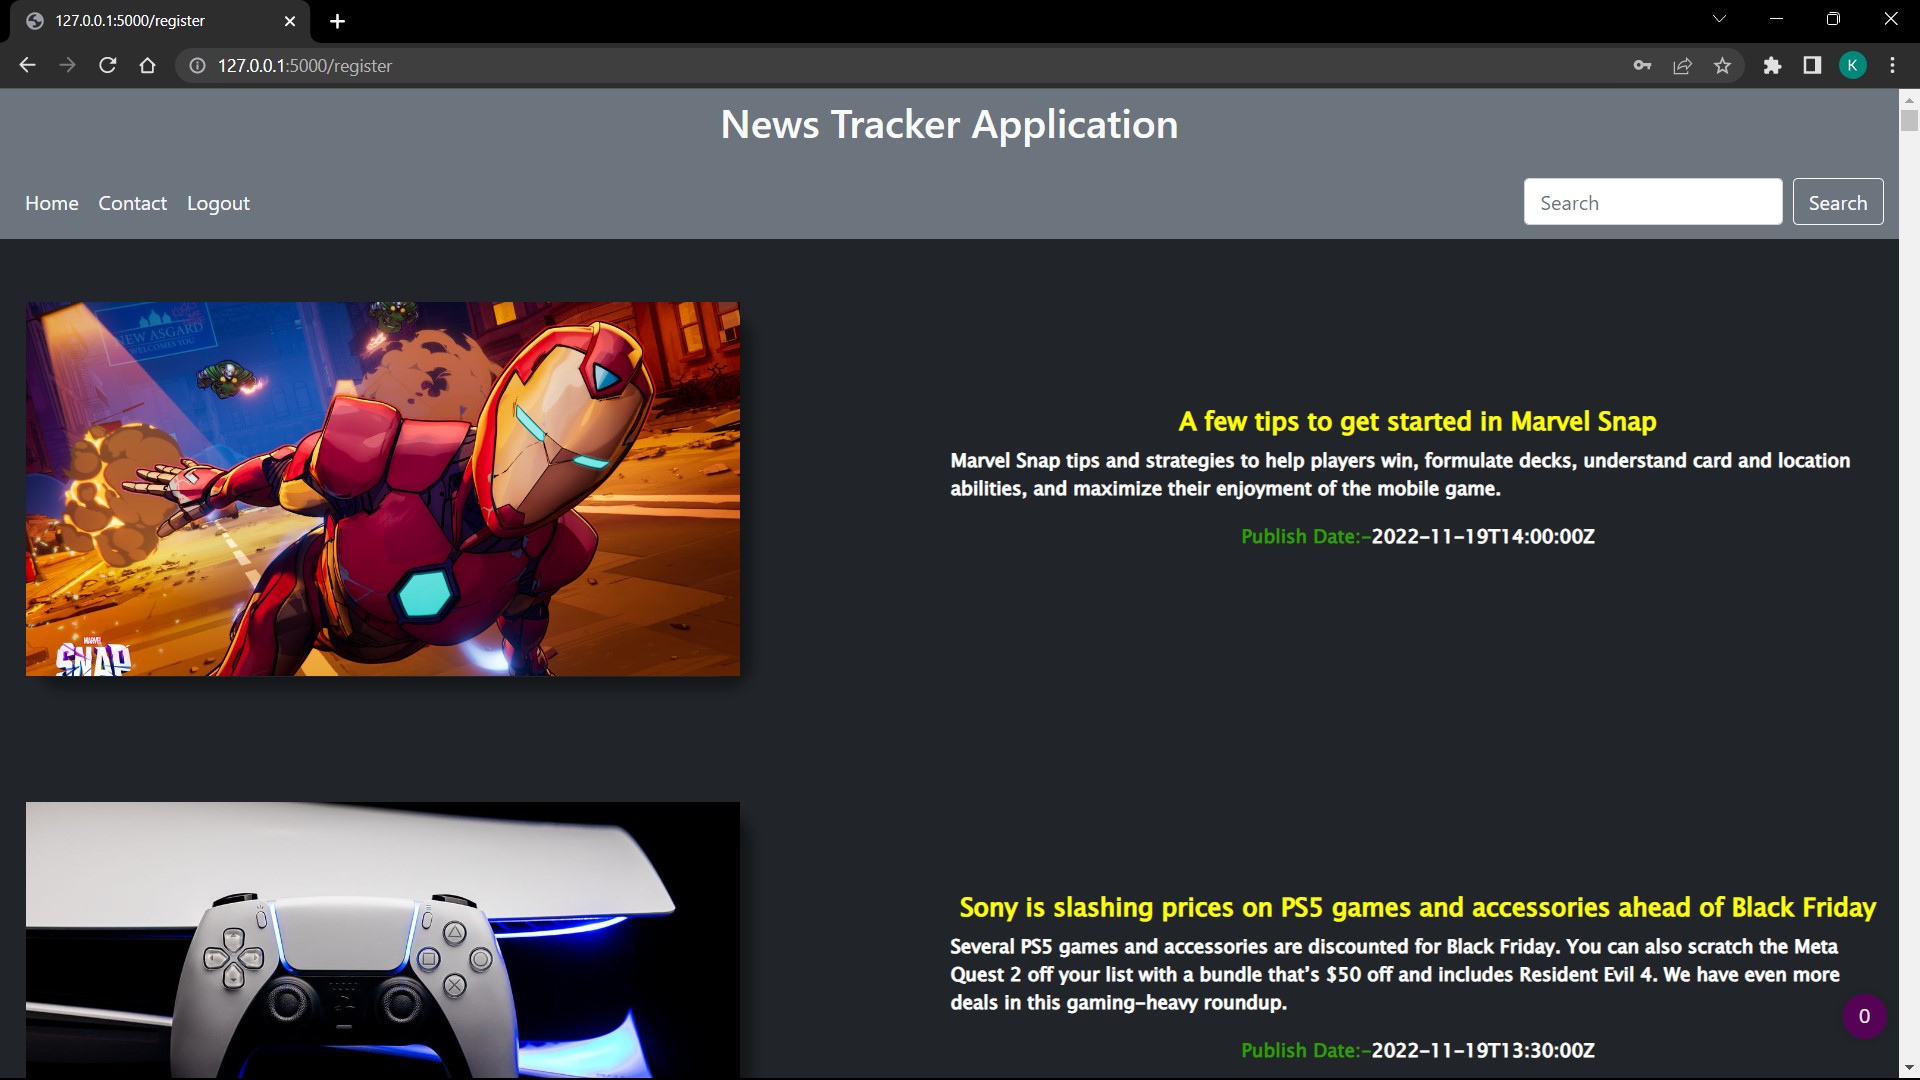 127.0.0.1:5000/register
127.0.0.1:5000/register
K
News Tracker Application
Home Contact Logout
Search
Search
NEW ASGARD
WELCOMES YOU
MARVEL
SNAP
A few tips to get started in Marvel Snap
Marvel Snap tips and strategies to help players win, formulate decks, understand card and location
abilities, and maximize their enjoyment of the mobile game.
Publish Date:-2022-11-19T14:00:00Z
Sony is slashing prices on PS5 games and accessories ahead of Black Friday
Several PS5 games and accessories are discounted for Black Friday. You can also scratch the Meta
Quest 2 off your list with a bundle that's $50 off and includes Resident Evil 4. We have even more
deals in this gaming-heavy roundup.
Publish Date:-2022-11-19T13:30:00Z
0